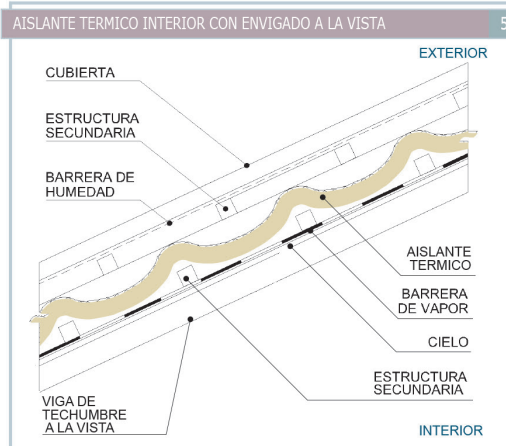 AISLANTE TERMICO INTERIOR CON ENVIGADO A LA VISTA 5
EXTERIOR
CUBIERTA
ESTRUCTURA
SECUNDARIA
BARRERA DE
HUMEDAD
AISLANTE
TERMICO
BARRERA
DE VAPOR
CIELO
ESTRUCTURA
SECUNDARIA
VIGA DE
TECHUMBRE
A LA VISTA
INTERIOR